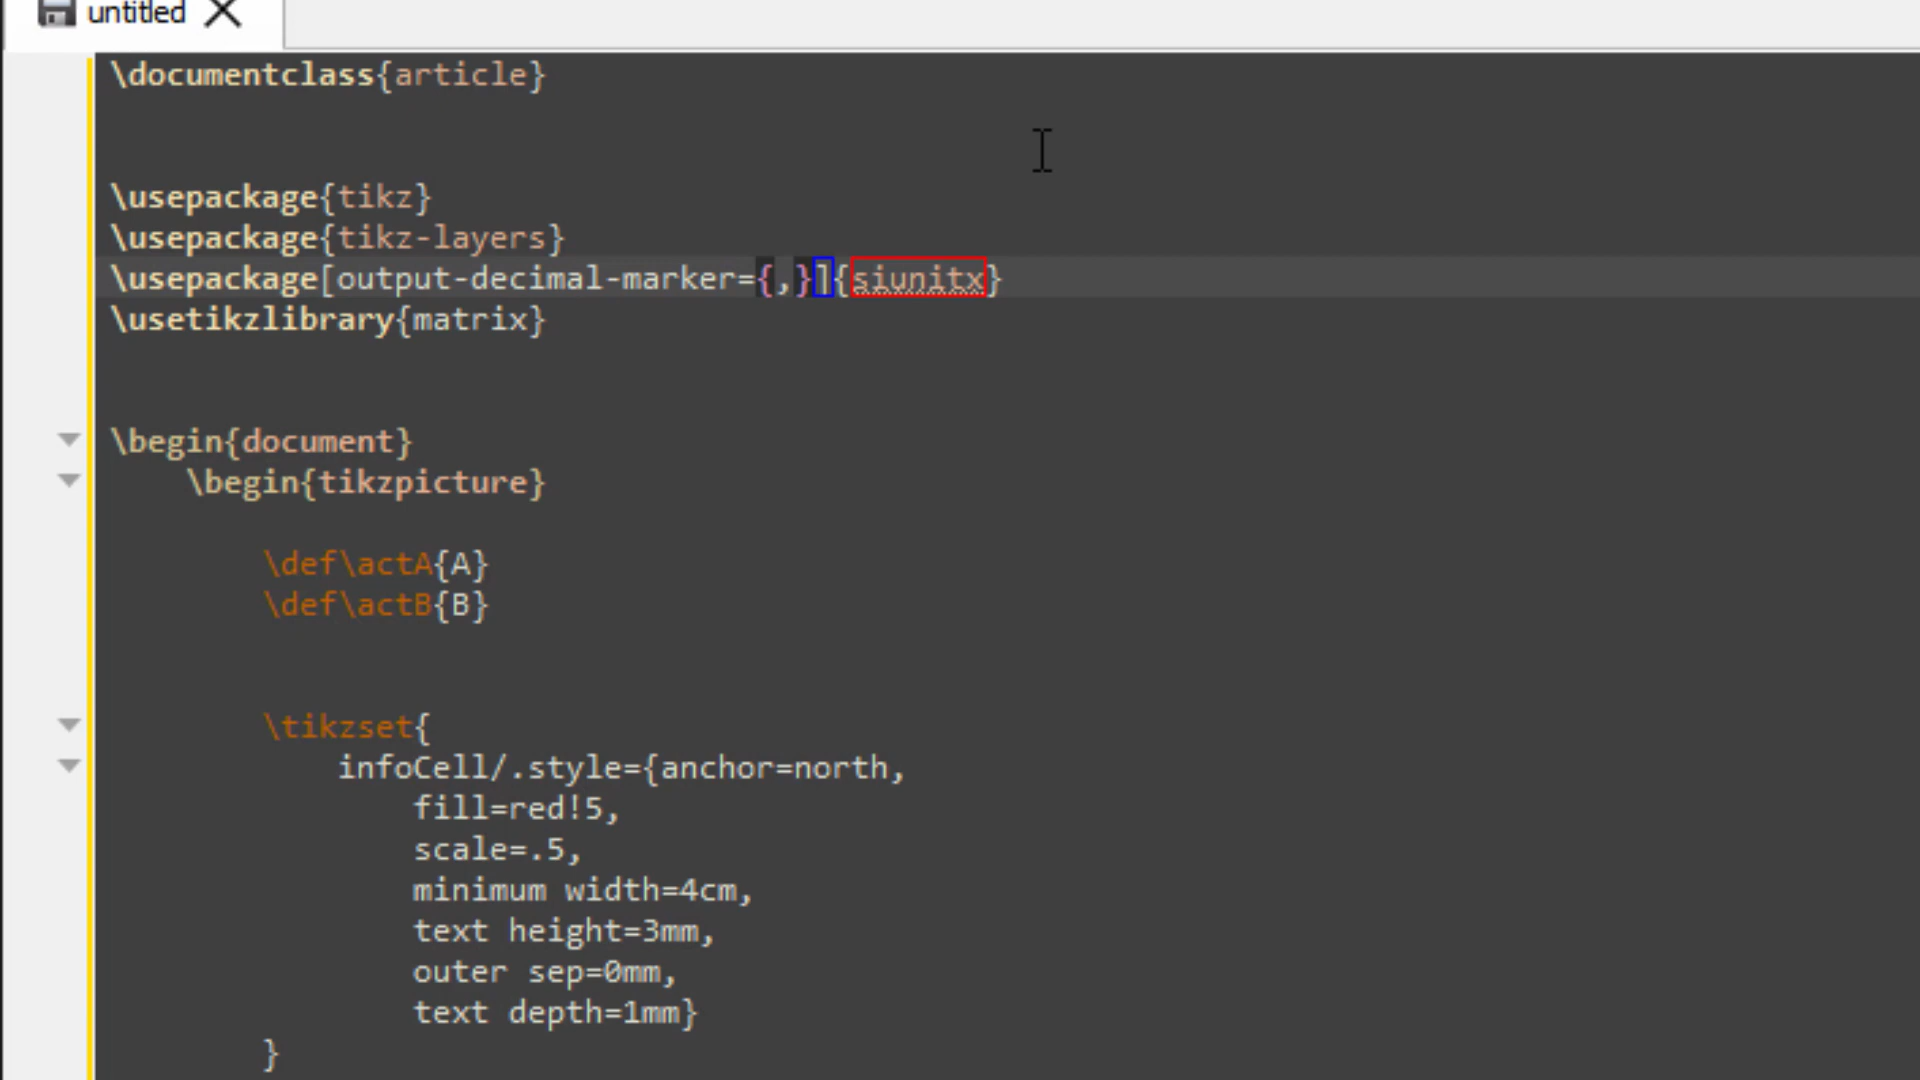 untitled
\documentclass{article}
\usepackage{tikz}
\usepackage{tikz-layers}
\usepackage[output-decimal-marker={,}]{siunitx}
\usetikzlibrary{matrix}
\begin{document}
\begin{tikzpicture}
\def\actA{A}
\def\actB{B}
\tikzset{
infoCell/.style={anchor=north,
fill=red!5,
scale=.5,
minimum width=4cm,
text height=3mm,
outer sep=0mm,
text depth=1mm}
}